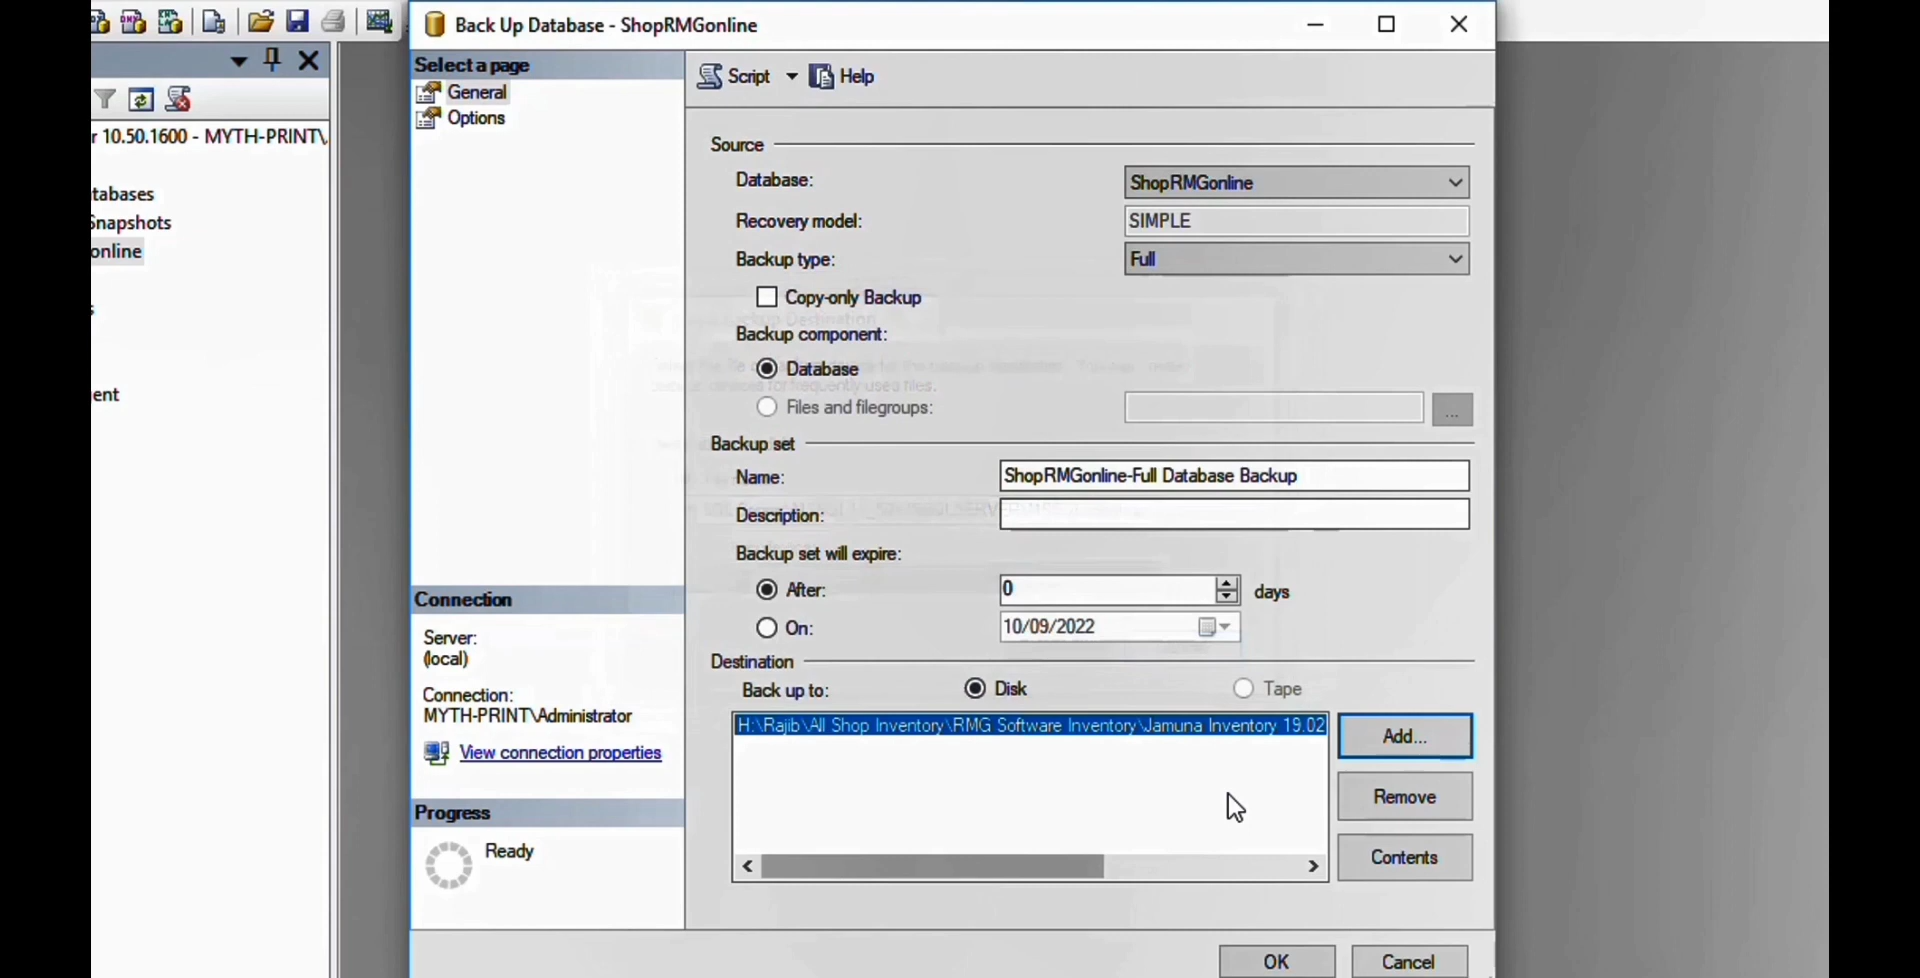 Back Up Database - ShopRMGonline
Select a page
General
Options
Script
Help
r 10.50.1600 - MYTH-PRINT\
tabases
Snapshots
online
ent
Source
Database:
ShopRMGonline
Recovery model:
SIMPLE
Backup type:
Full
Copy-only Backup
Backup component:
Database
Files and filegroups:
...
Backup set
Name:
ShopRMGonline-Full Database Backup
Description:
Backup set will expire:
After:
0
days
On:
10/09/2022
Destination
Back up to:
Disk
Tape
H:\Rajib\All Shop Inventory\RMG Software Inventory\Jamuna Inventory 19.02
Add...
Remove
Contents
Connection
Server:
(local)
Connection:
MYTH-PRINT\Administrator
View connection properties
Progress
Ready
OK
Cancel